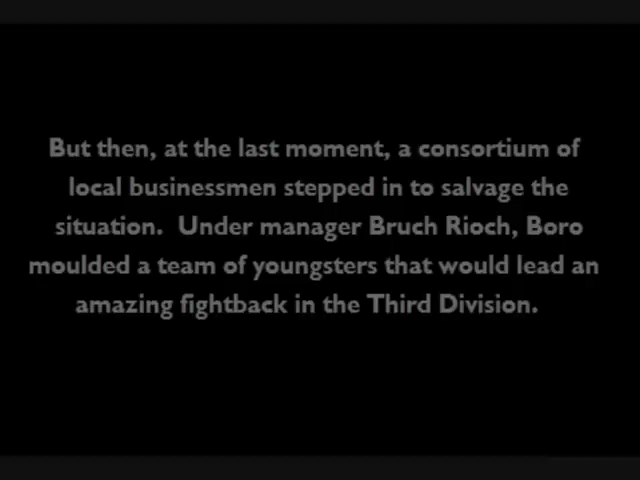 But then, at the last moment, a consortium of
local businessmen stepped in to salvage the
situation.  Under manager Bruch Rioch, Boro
moulded a team of youngsters that would lead an
amazing fightback in the Third Division.